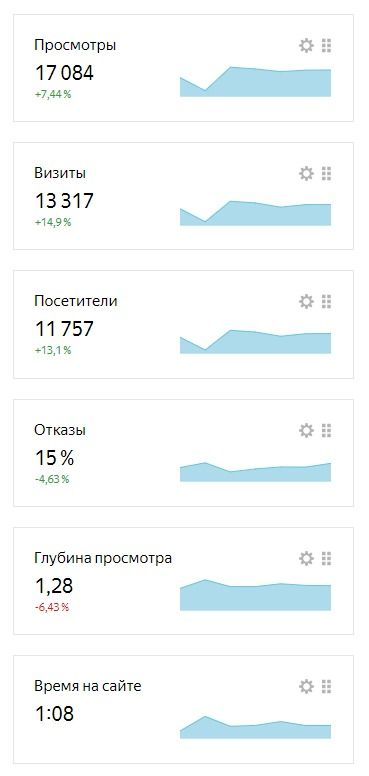 Просмотры
17 084
+7,44 %
Визиты
13 317
+14,9 %
Посетители
11 757
+13,1 %
Отказы
15 %
-4,63 %
Глубина просмотра
1,28
-6,43 %
Время на сайте
1:08